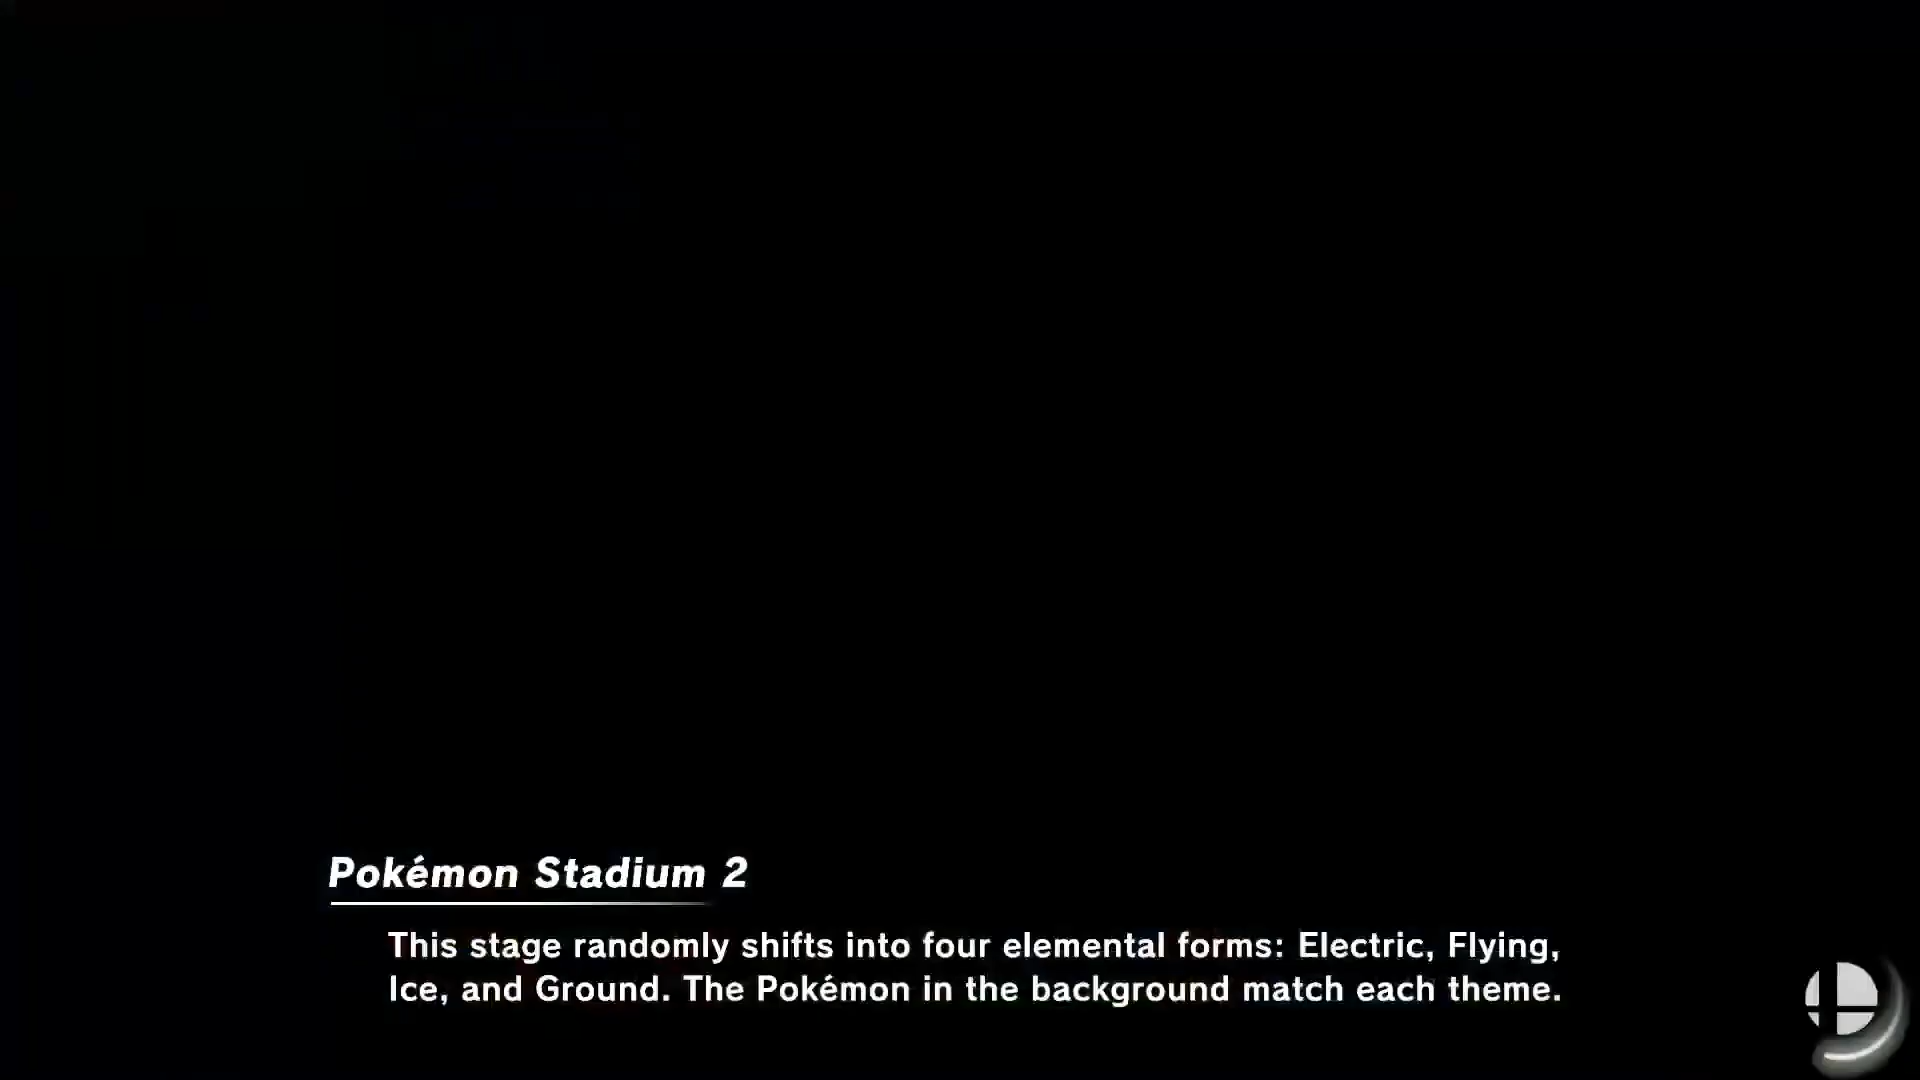 Pokémon Stadium 2
This stage randomly shifts into four elemental forms: Electric, Flying,
Ice, and Ground. The Pokémon in the background match each theme.